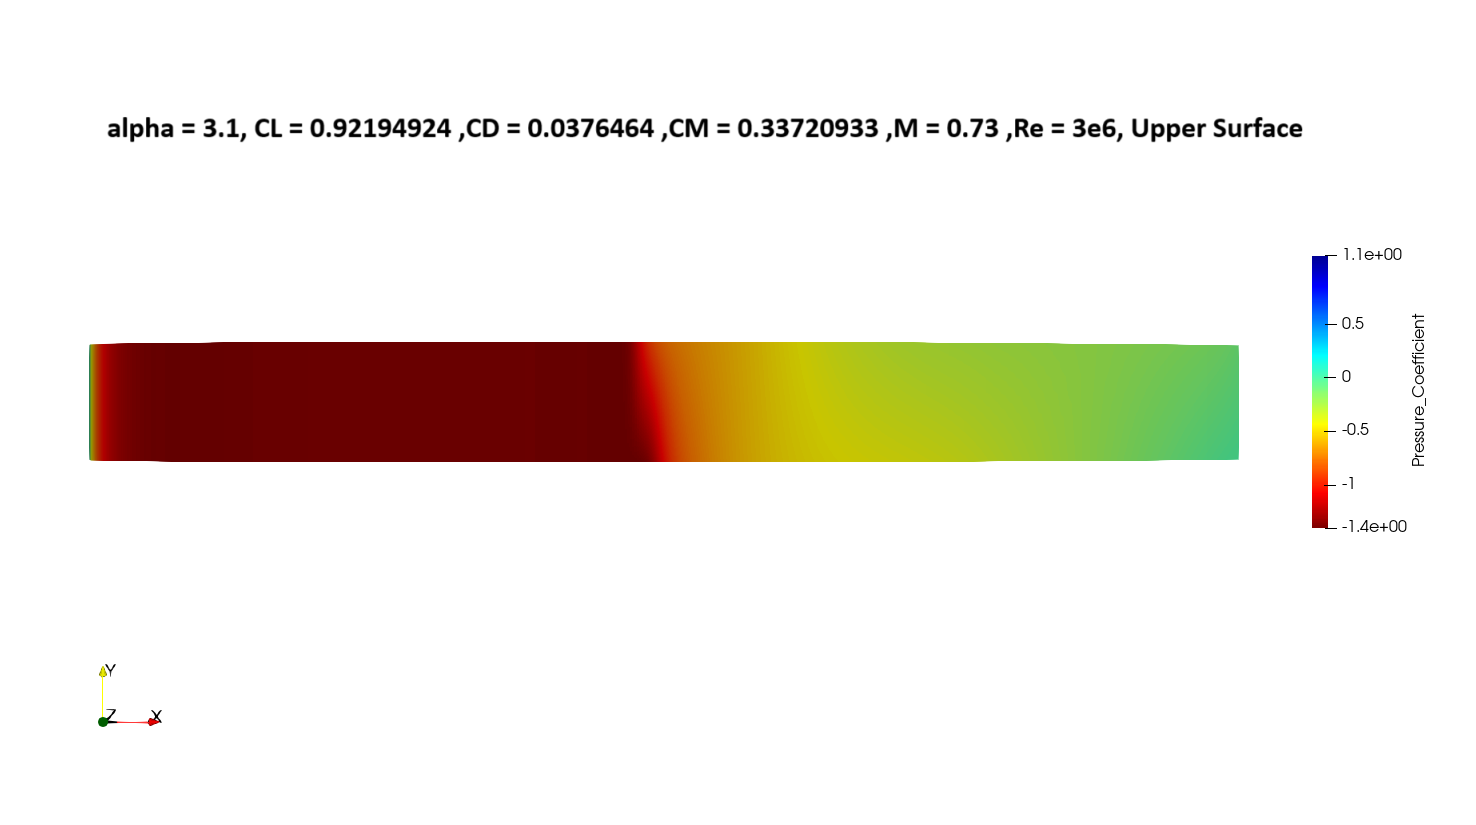 alpha = 3.1, CL = 0.92194924 ,CD = 0.0376464 ,CM = 0.33720933 ,M = 0.73 ,Re = 3e6, Upper Surface
1.1e+00
0.5
0
-0.5
-1
-1.4e+00
Pressure_Coefficient
Y
Z
X